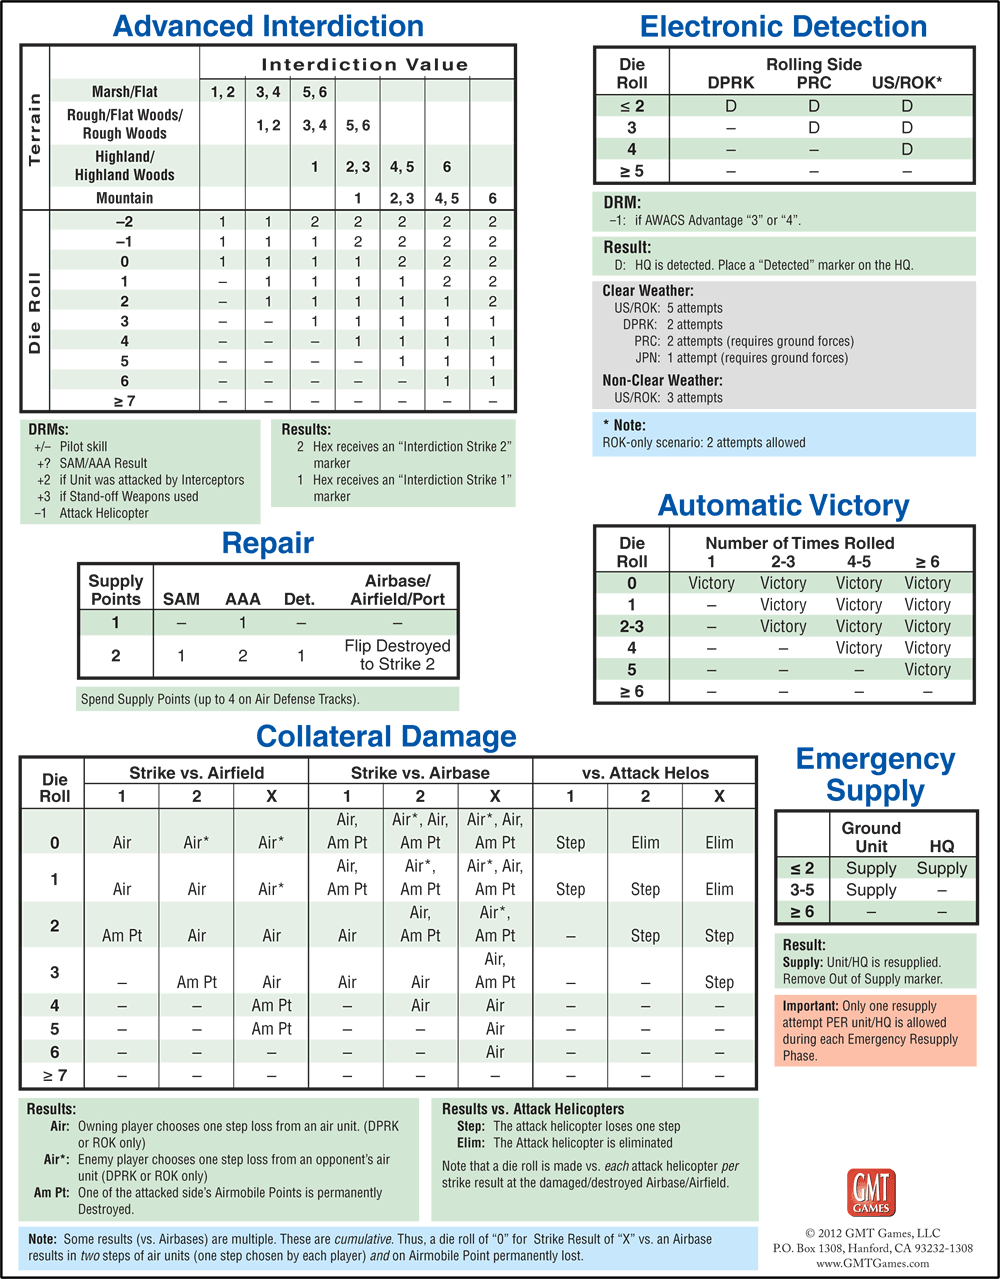 Advanced Interdiction
Terrain
Interdiction Value
Marsh/Flat 1, 2 3, 4 5, 6
Rough/Flat Woods/
Rough Woods 1, 2 3, 4 5, 6
Highland/
Highland Woods 1 2, 3 4, 5 6
Mountain 1 2, 3 4, 5 6
Die Roll
–2 1 1 2 2 2 2 2
–1 1 1 1 2 2 2 2
0 1 1 1 1 2 2 2
1 – 1 1 1 1 2 2
2 – 1 1 1 1 1 2
3 – – 1 1 1 1 1
4 – – – 1 1 1 1
5 – – – – 1 1 1
6 – – – – – 1 1
≥ 7 – – – – – – –
DRMs:
+/– Pilot skill
+? SAM/AAA Result
+2 if Unit was attacked by Interceptors
+3 if Stand-off Weapons used
–1 Attack Helicopter
Results:
2 Hex receives an “Interdiction Strike 2”
marker
1 Hex receives an “Interdiction Strike 1”
marker
Electronic Detection
Die Rolling Side
Roll DPRK PRC US/ROK*
≤ 2 D D D
3 – D D
4 – – D
≥ 5 – – –
DRM:
–1: if AWACS Advantage “3” or “4”.
Result:
D: HQ is detected. Place a “Detected” marker on the HQ.
Clear Weather:
US/ROK: 5 attempts
DPRK: 2 attempts
PRC: 2 attempts (requires ground forces)
JPN: 1 attempt (requires ground forces)
Non-Clear Weather:
US/ROK: 3 attempts
* Note:
ROK-only scenario: 2 attempts allowed
Repair
Supply Airbase/
Points SAM AAA Det. Airfield/Port
1 – 1 – –
2 1 2 1 Flip Destroyed
to Strike 2
Spend Supply Points (up to 4 on Air Defense Tracks).
Automatic Victory
Die Number of Times Rolled
Roll 1 2-3 4-5 ≥ 6
0 Victory Victory Victory Victory
1 – Victory Victory Victory
2-3 – Victory Victory Victory
4 – – Victory Victory
5 – – – Victory
≥ 6 – – – –
Collateral Damage
Die Strike vs. Airfield Strike vs. Airbase vs. Attack Helos
Roll 1 2 X 1 2 X 1 2 X
Air, Air*, Air, Air*, Air,
0 Air Air* Air* Am Pt Am Pt Am Pt Step Elim Elim
Air, Air*, Air*, Air,
1 Air Air Air* Am Pt Am Pt Am Pt Step Step Elim
Air, Air*,
2 Am Pt Air Air Air Am Pt Am Pt – Step Step
Air,
3 – Am Pt Air Air Air Am Pt – – Step
4 – – Am Pt – Air Air – – –
5 – – Am Pt – – Air – – –
6 – – – – – Air – – –
≥ 7 – – – – – – – – –
Results:
Air: Owning player chooses one step loss from an air unit. (DPRK
or ROK only)
Air*: Enemy player chooses one step loss from an opponent’s air
unit (DPRK or ROK only)
Am Pt: One of the attacked side’s Airmobile Points is permanently
Destroyed.
Results vs. Attack Helicopters
Step: The attack helicopter loses one step
Elim: The Attack helicopter is eliminated
Note that a die roll is made vs. each attack helicopter per
strike result at the damaged/destroyed Airbase/Airfield.
Note: Some results (vs. Airbases) are multiple. These are cumulative. Thus, a die roll of “0” for Strike Result of “X” vs. an Airbase
results in two steps of air units (one step chosen by each player) and on Airmobile Point permanently lost.
Emergency
Supply
Ground
Unit HQ
≤ 2 Supply Supply
3-5 Supply –
≥ 6 – –
Result:
Supply: Unit/HQ is resupplied.
Remove Out of Supply marker.
Important: Only one resupply
attempt PER unit/HQ is allowed
during each Emergency Resupply
Phase.
GMT
GAMES
© 2012 GMT Games, LLC
P.O. Box 1308, Hanford, CA 93232-1308
www.GMTGames.com